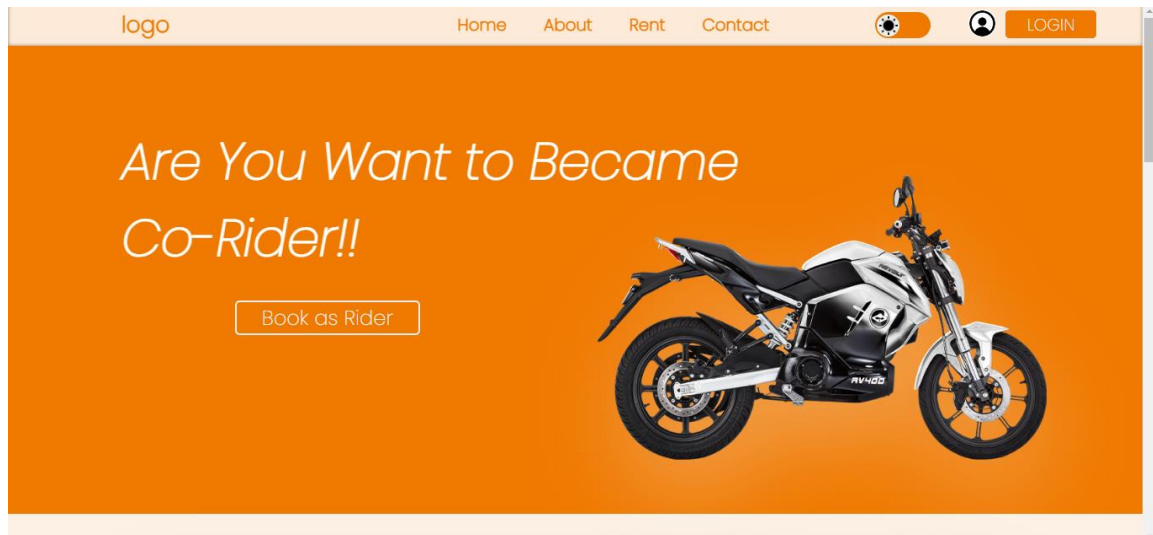 logo
Home About Rent Contact
LOGIN
Are You Want to Became
Co-Rider!!
Book as Rider
RV400